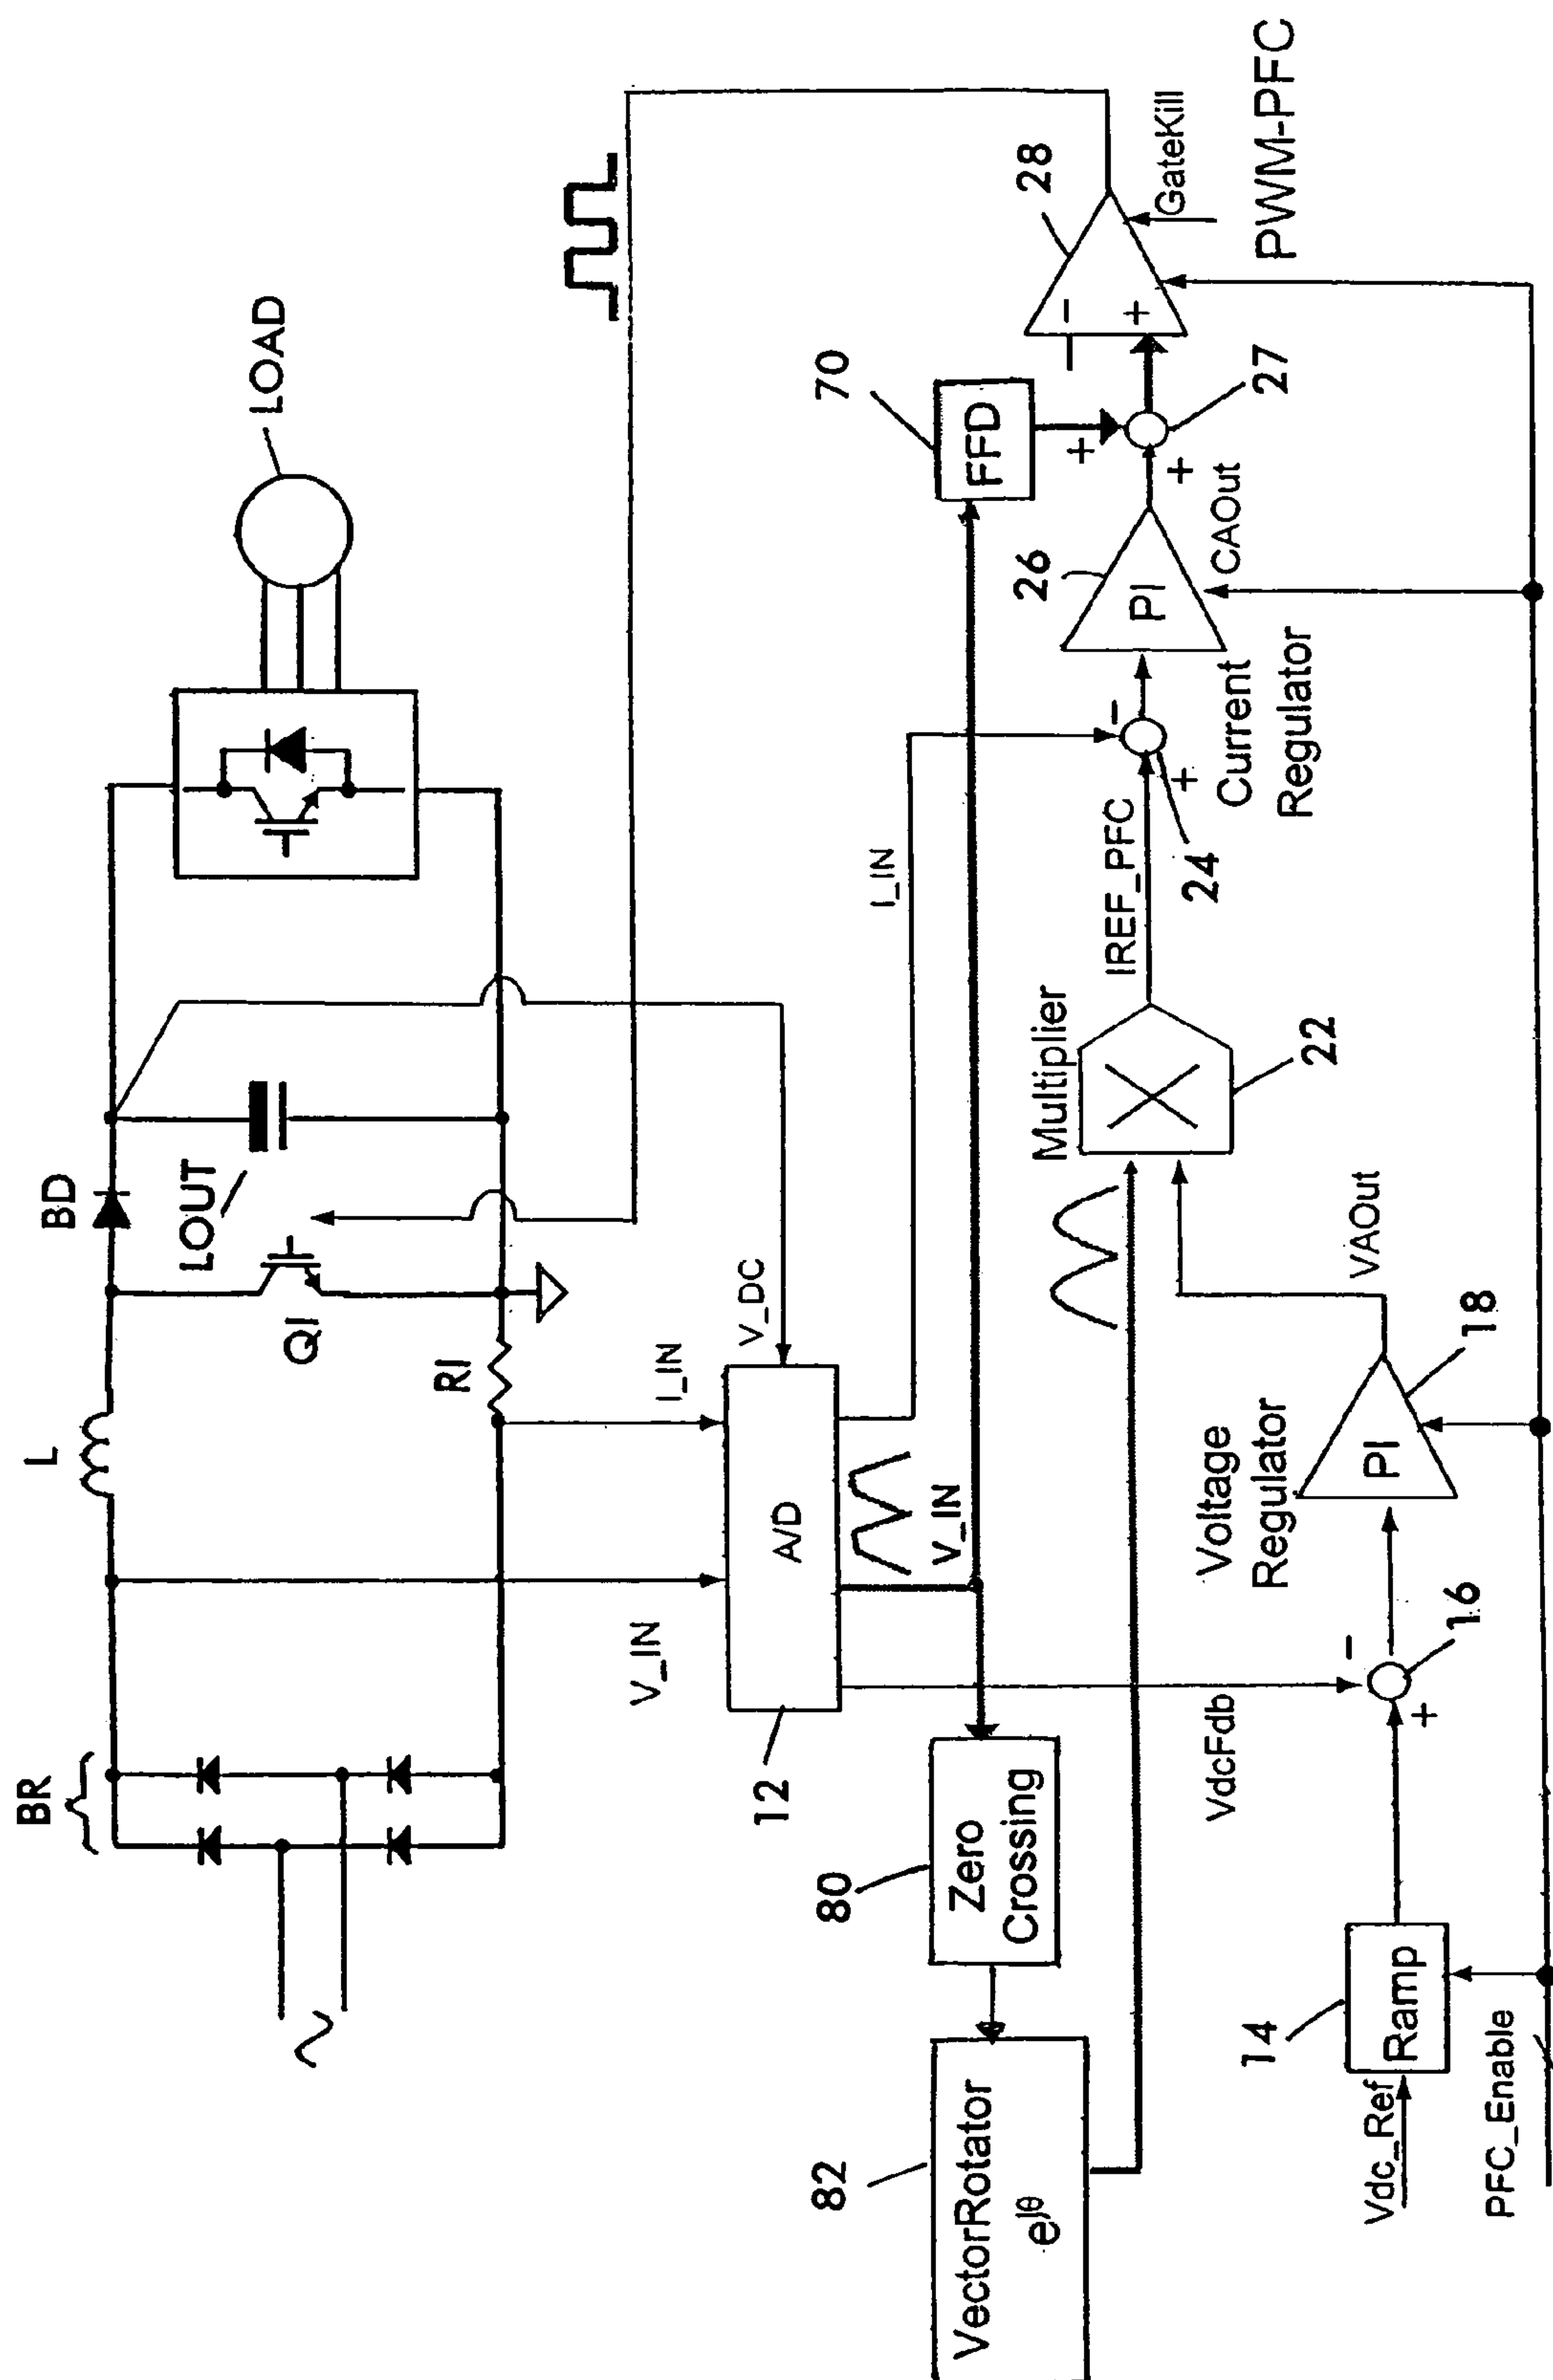 BR
L
BD
LOUT
LOAD
Q1
R1
V_IN
I_IN
V_DC
12
A/D
V_IN
I_IN
80
Zero
Crossing
82
VectorRotator
e^jθ
70
FFD
VdcFdb
Multiplier
22
IREF_PFC
24
-
+
26
PI
Current
Regulator
CAOut
+
+
27
28
-
+
GateKill
PWM-PFC
14
Ramp
Vdc_Ref
PFC_Enable
16
-
+
Voltage
Regulator
PI
18
VAOut